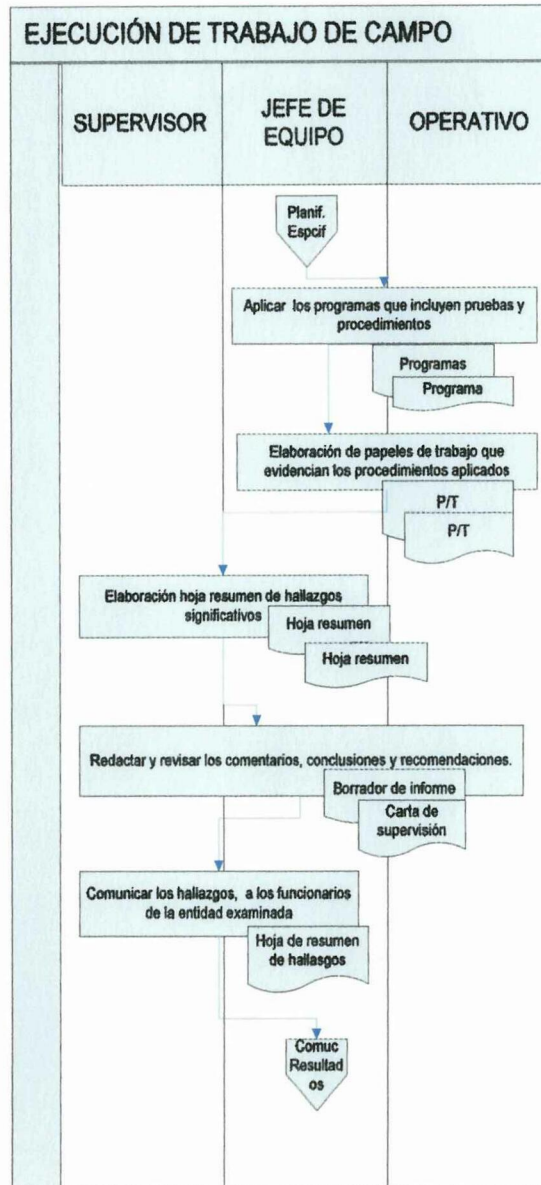 EJECUCIÓN DE TRABAJO DE CAMPO
SUPERVISOR
JEFE DE
EQUIPO
OPERATIVO
Planif.
Espcif
Aplicar los programas que incluyen pruebas y
procedimientos
Programas
Programa
Elaboración de papeles de trabajo que
evidencian los procedimientos aplicados
P/T
P/T
Elaboración hoja resumen de hallazgos
significativos
Hoja resumen
Hoja resumen
Redactar y revisar los comentarios, conclusiones y recomendaciones.
Borrador de informe
Carta de
supervisión
Comunicar los hallazgos, a los funcionarios
de la entidad examinada
Hoja de resumen
de hallasgos
Comuc
Resultad
os